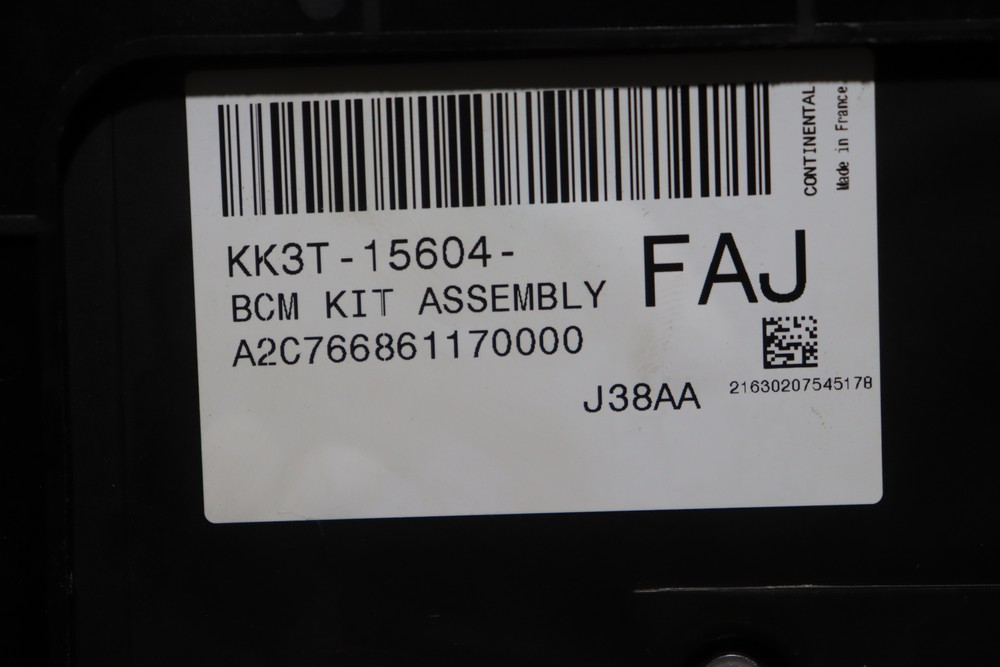 CONTINENTAL
Made in France
KK3T-15604-
FAJ
BCM KIT ASSEMBLY
A2C766861170000
J38AA
21630207545178